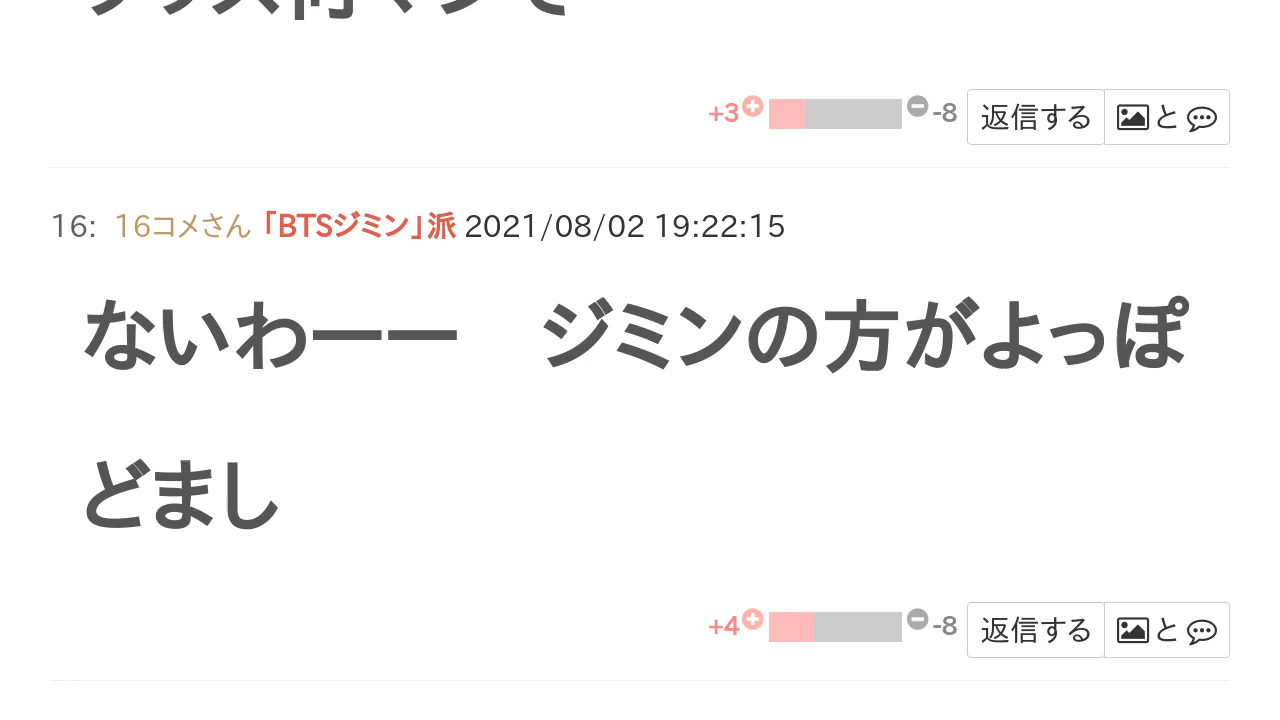 +3 -8 返信する と
16: 16コメさん 「BTSジミン」派 2021/08/02 19:22:15
ないわーー　ジミンの方がよっぽ
どまし
+4 -8 返信する と